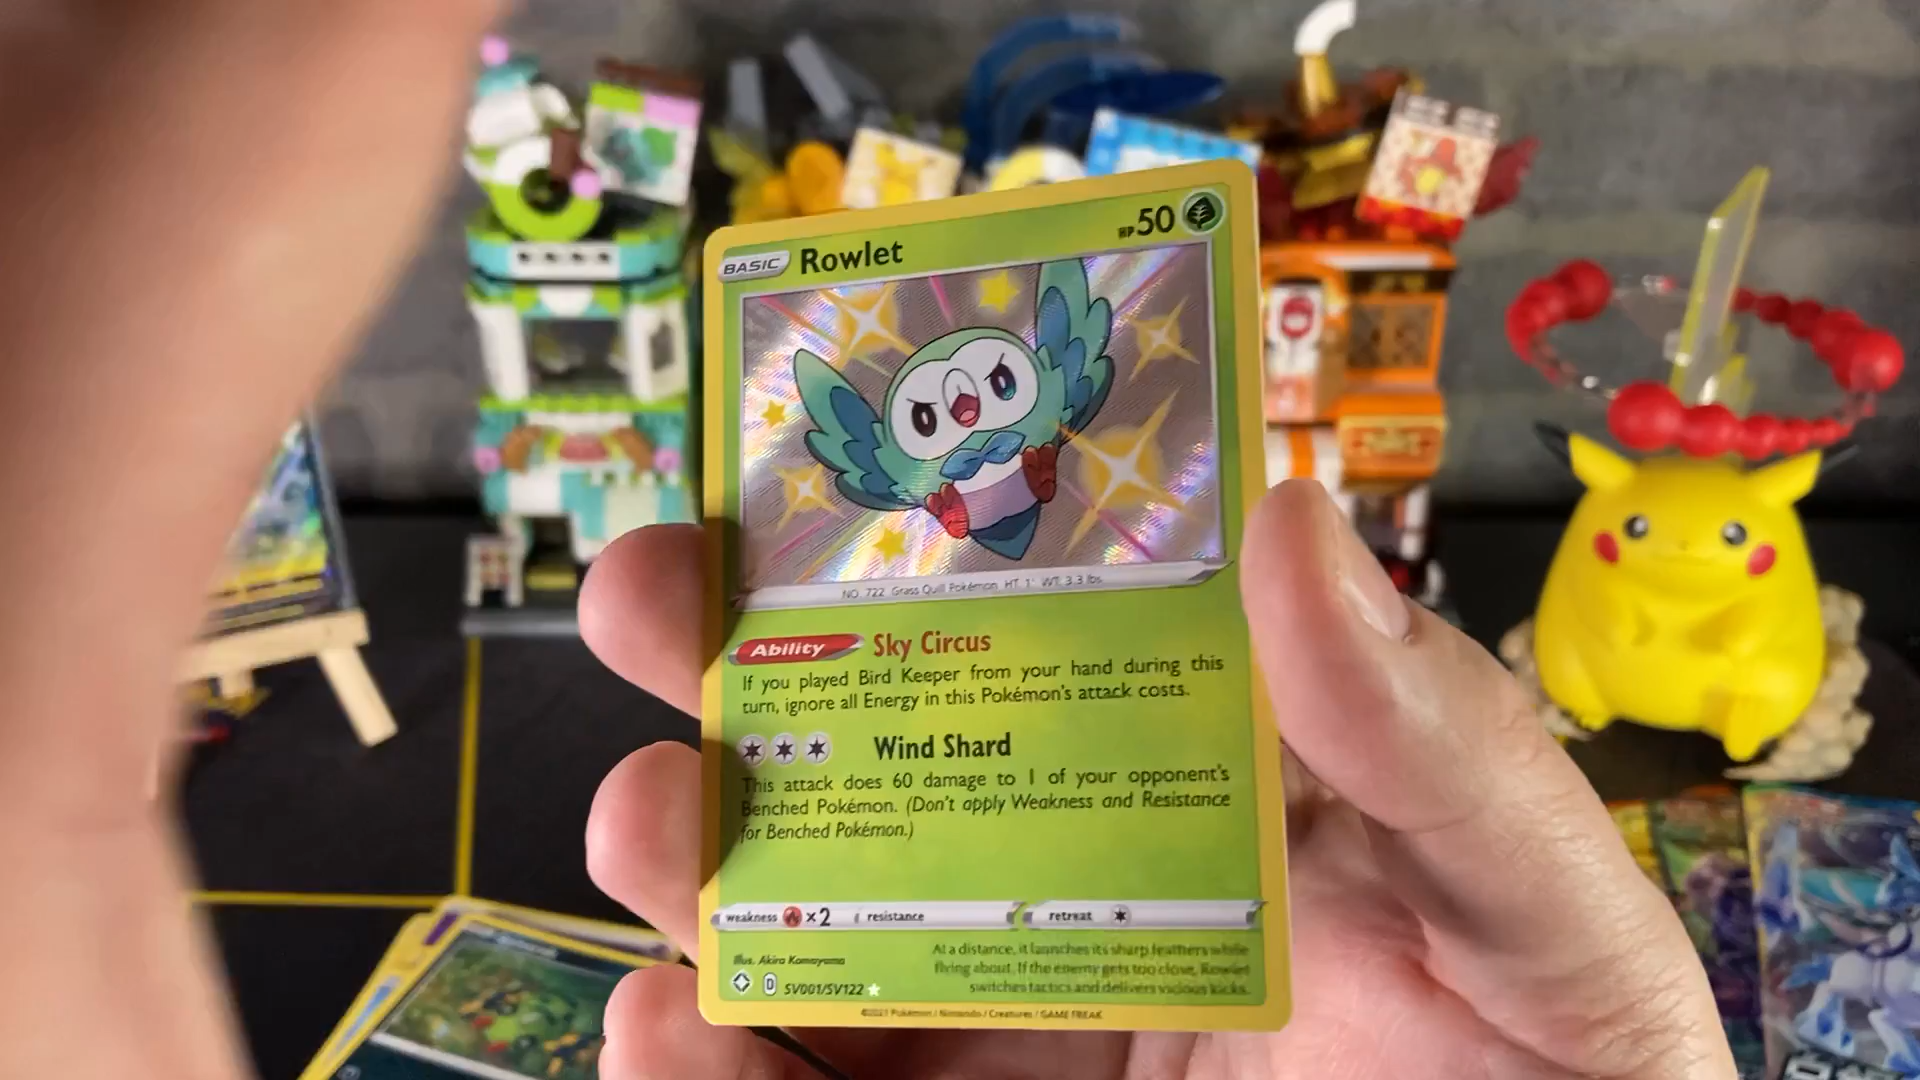 BASIC Rowlet HP 50
NO. 722 Grass Quill Pokémon HT. 1' WT. 3.3 lbs
Ability Sky Circus
If you played Bird Keeper from your hand during this
turn, ignore all Energy in this Pokémon's attack costs.
Wind Shard
This attack does 60 damage to 1 of your opponent's
Benched Pokémon. (Don't apply Weakness and Resistance
for Benched Pokémon.)
weakness ×2 resistance retreat
Illus. Akira Komayama
D SV001/SV122
At a distance, it launches its sharp feathers while
flying about. If the enemy gets too close, Rowlet
switches tactics and delivers vicious kicks.
©2021 Pokémon / Nintendo / Creatures / GAME FREAK